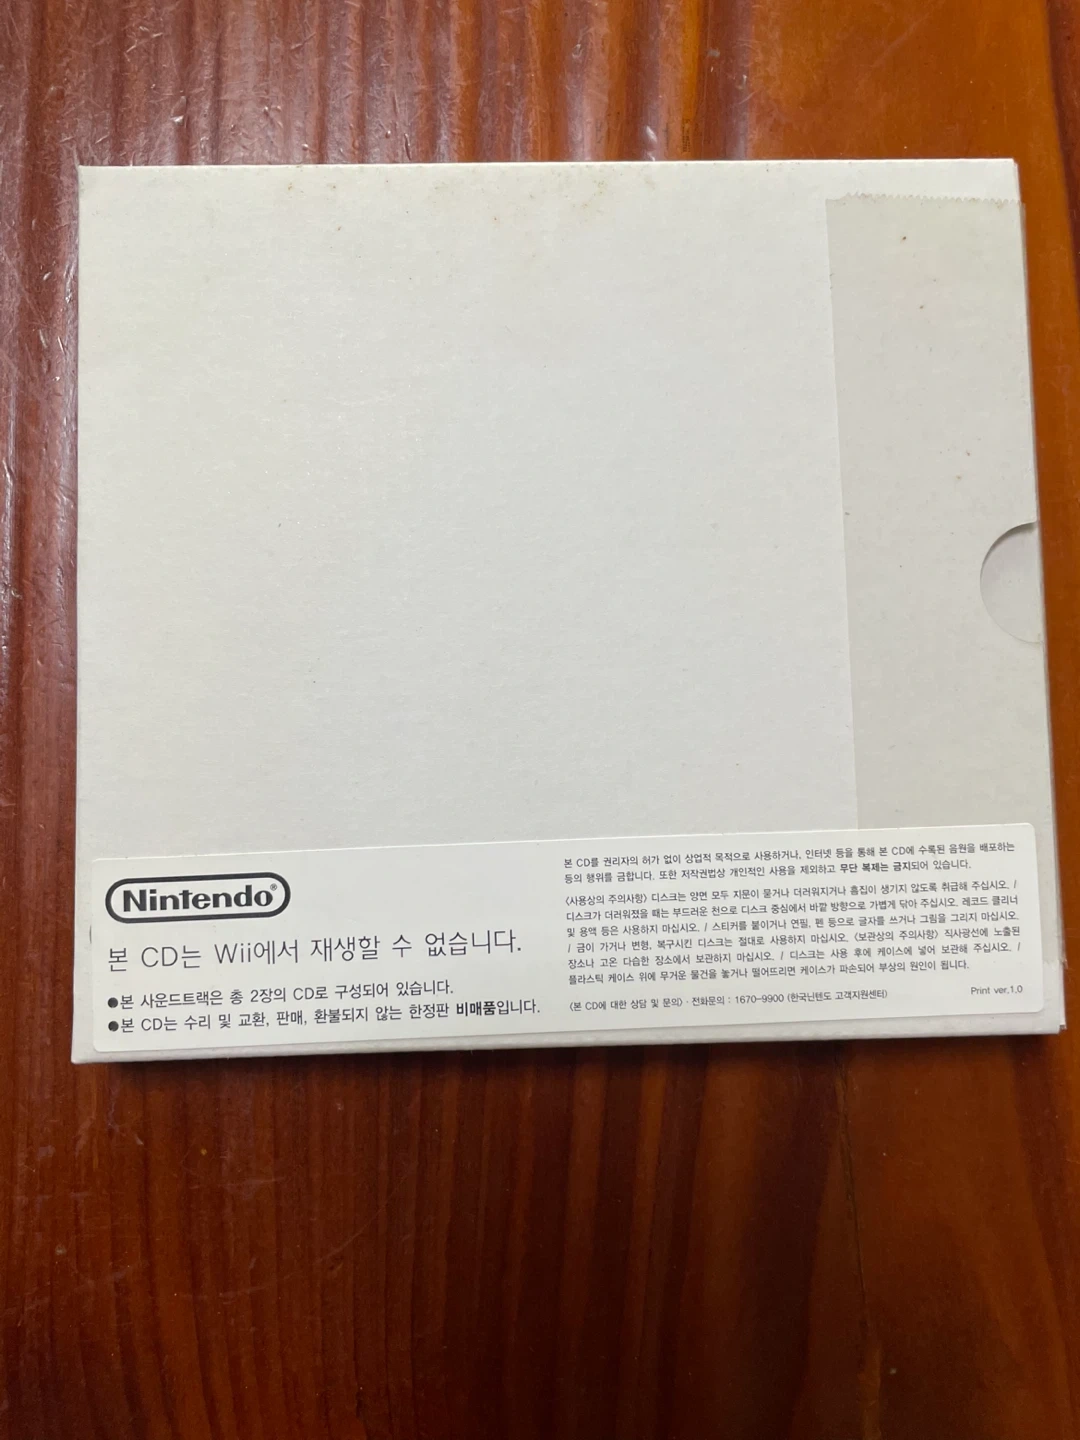 Nintendo®
본 CD는 Wii에서 재생할 수 없습니다.
●본 사운드트랙은 총 2장의 CD로 구성되어 있습니다.
●본 CD는 수리 및 교환, 판매, 환불되지 않는 한정판 비매품입니다.
본 CD를 권리자의 허가 없이 상업적 목적으로 사용하거나, 인터넷 등을 통해 본 CD에 수록된 음원을 배포하는
등의 행위를 금합니다. 또한 저작권법상 개인적인 사용을 제외하고 무단 복제는 금지되어 있습니다.
〈사용상의 주의사항〉 디스크는 양면 모두 지문이 묻거나 더러워지거나 흠집이 생기지 않도록 취급해 주십시오. /
디스크가 더러워졌을 때는 부드러운 천으로 디스크 중심에서 바깥 방향으로 가볍게 닦아 주십시오. 레코드 클리너
및 용액 등은 사용하지 마십시오. / 스티커를 붙이거나 연필, 펜 등으로 글자를 쓰거나 그림을 그리지 마십시오.
/ 금이 가거나 변형, 복구시킨 디스크는 절대로 사용하지 마십시오. 〈보관상의 주의사항〉 직사광선에 노출된
장소나 고온 다습한 장소에서 보관하지 마십시오. / 디스크는 사용 후에 케이스에 넣어 보관해 주십시오. /
플라스틱 케이스 위에 무거운 물건을 놓거나 떨어뜨리면 케이스가 파손되어 부상의 원인이 됩니다.
〈본 CD에 대한 상담 및 문의〉· 전화문의 : 1670-9900 (한국닌텐도 고객지원센터)
Print ver.1.0